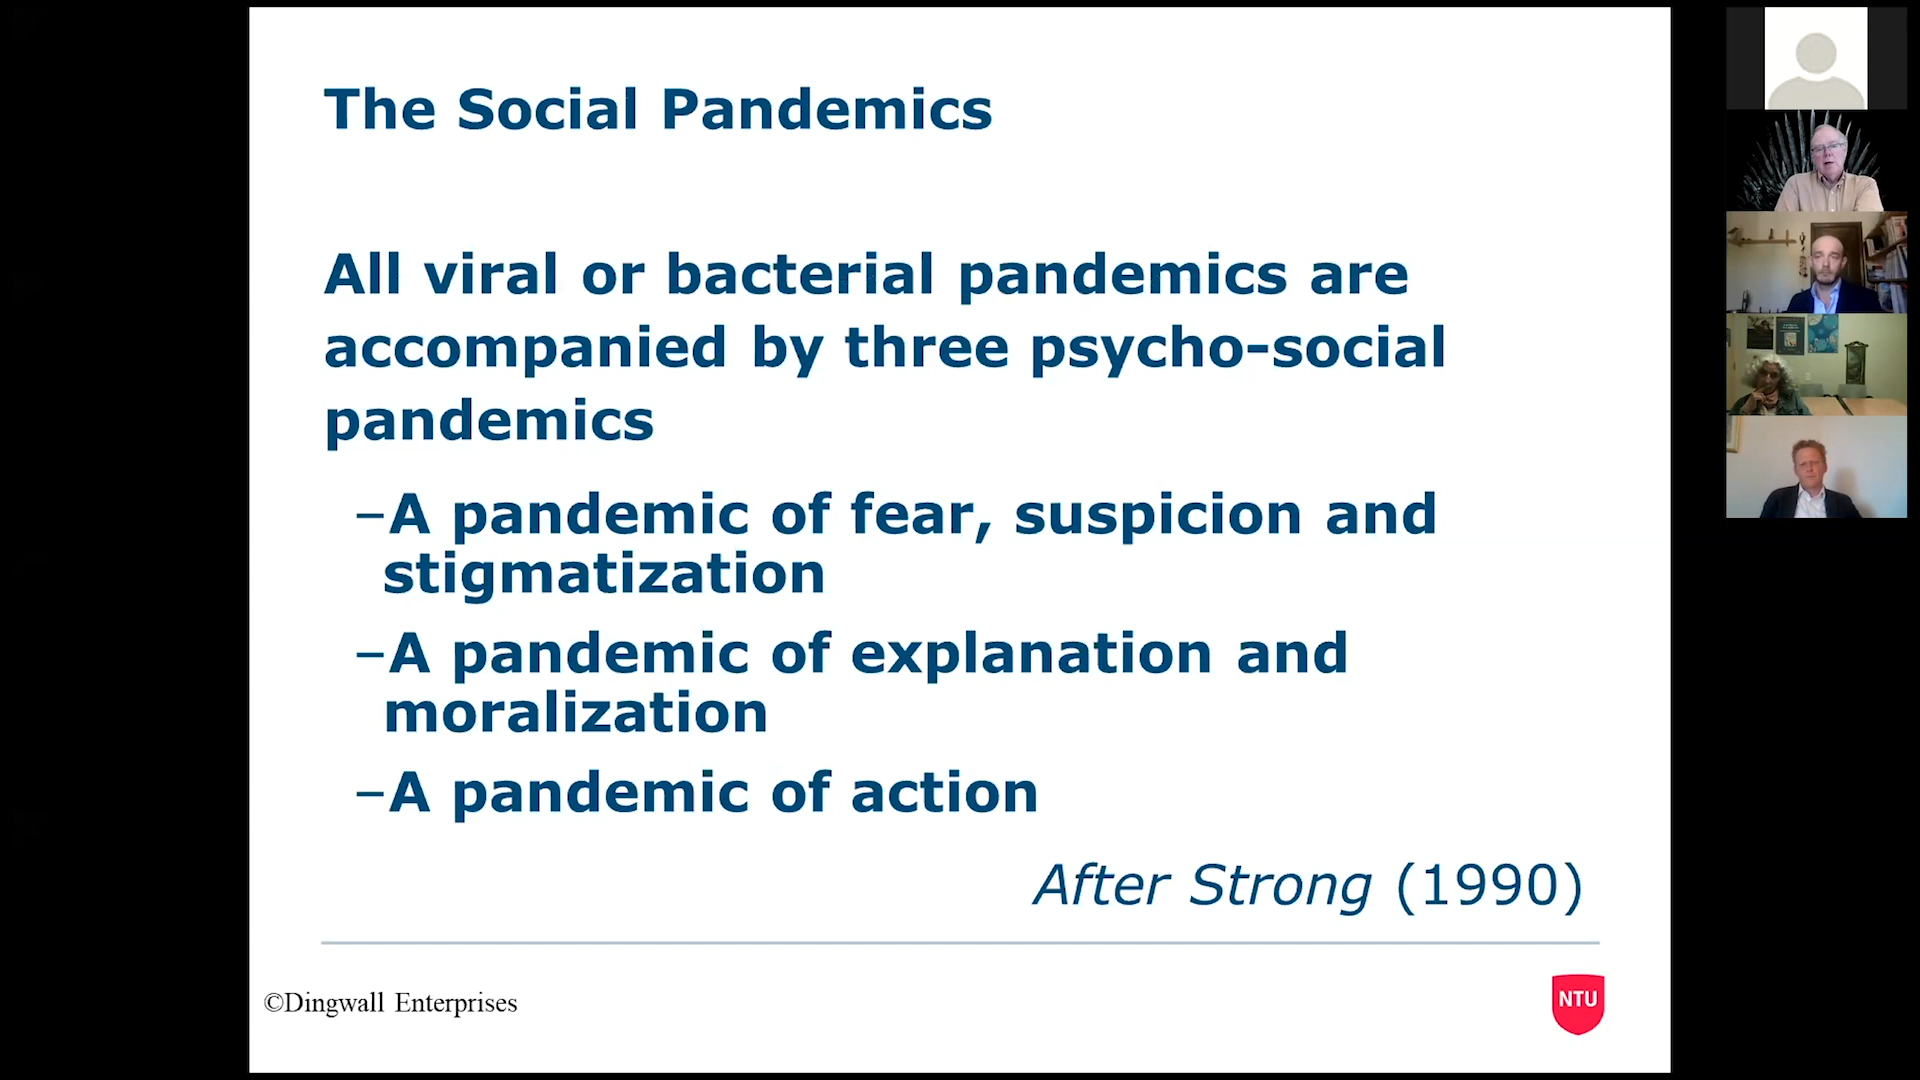 The Social Pandemics
All viral or bacterial pandemics are
accompanied by three psycho-social
pandemics
–A pandemic of fear, suspicion and
stigmatization
–A pandemic of explanation and
moralization
–A pandemic of action
After Strong (1990)
©Dingwall Enterprises
NTU